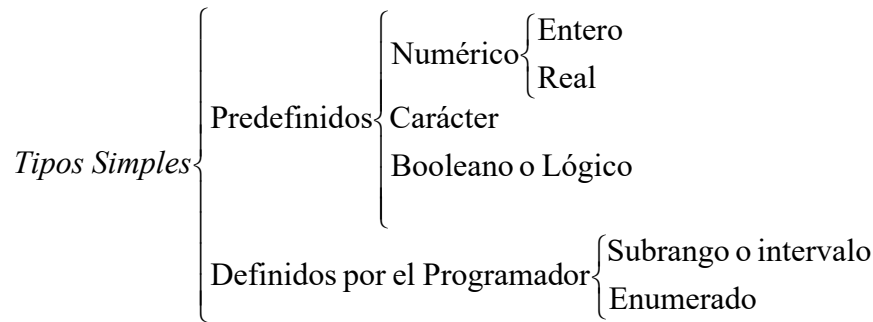 Tipos Simples
Predefinidos
Numérico
Entero
Real
Carácter
Booleano o Lógico
Definidos por el Programador
Subrango o intervalo
Enumerado